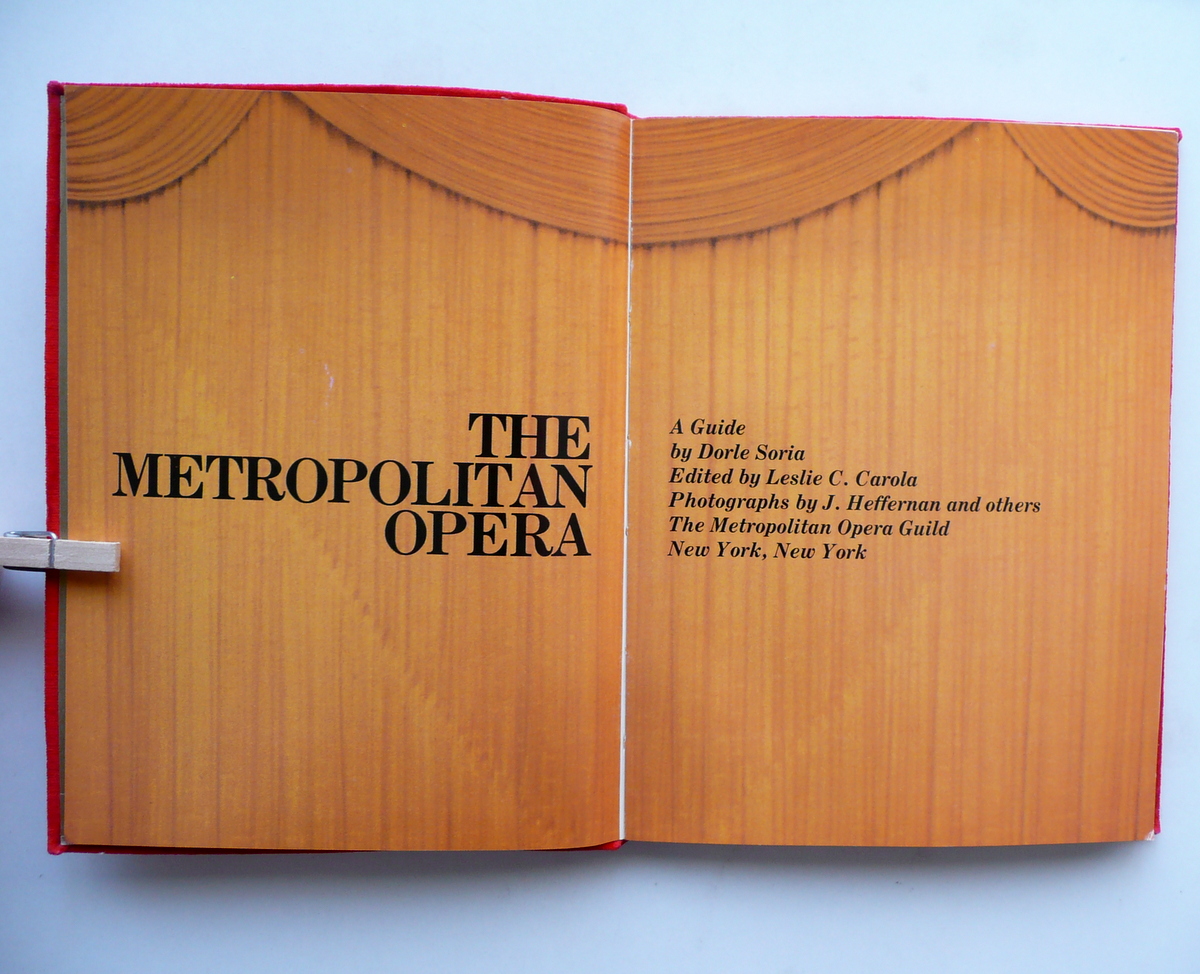 THE
METROPOLITAN
OPERA
A Guide
by Dorle Soria
Edited by Leslie C. Carola
Photographs by J. Heffernan and others
The Metropolitan Opera Guild
New York, New York